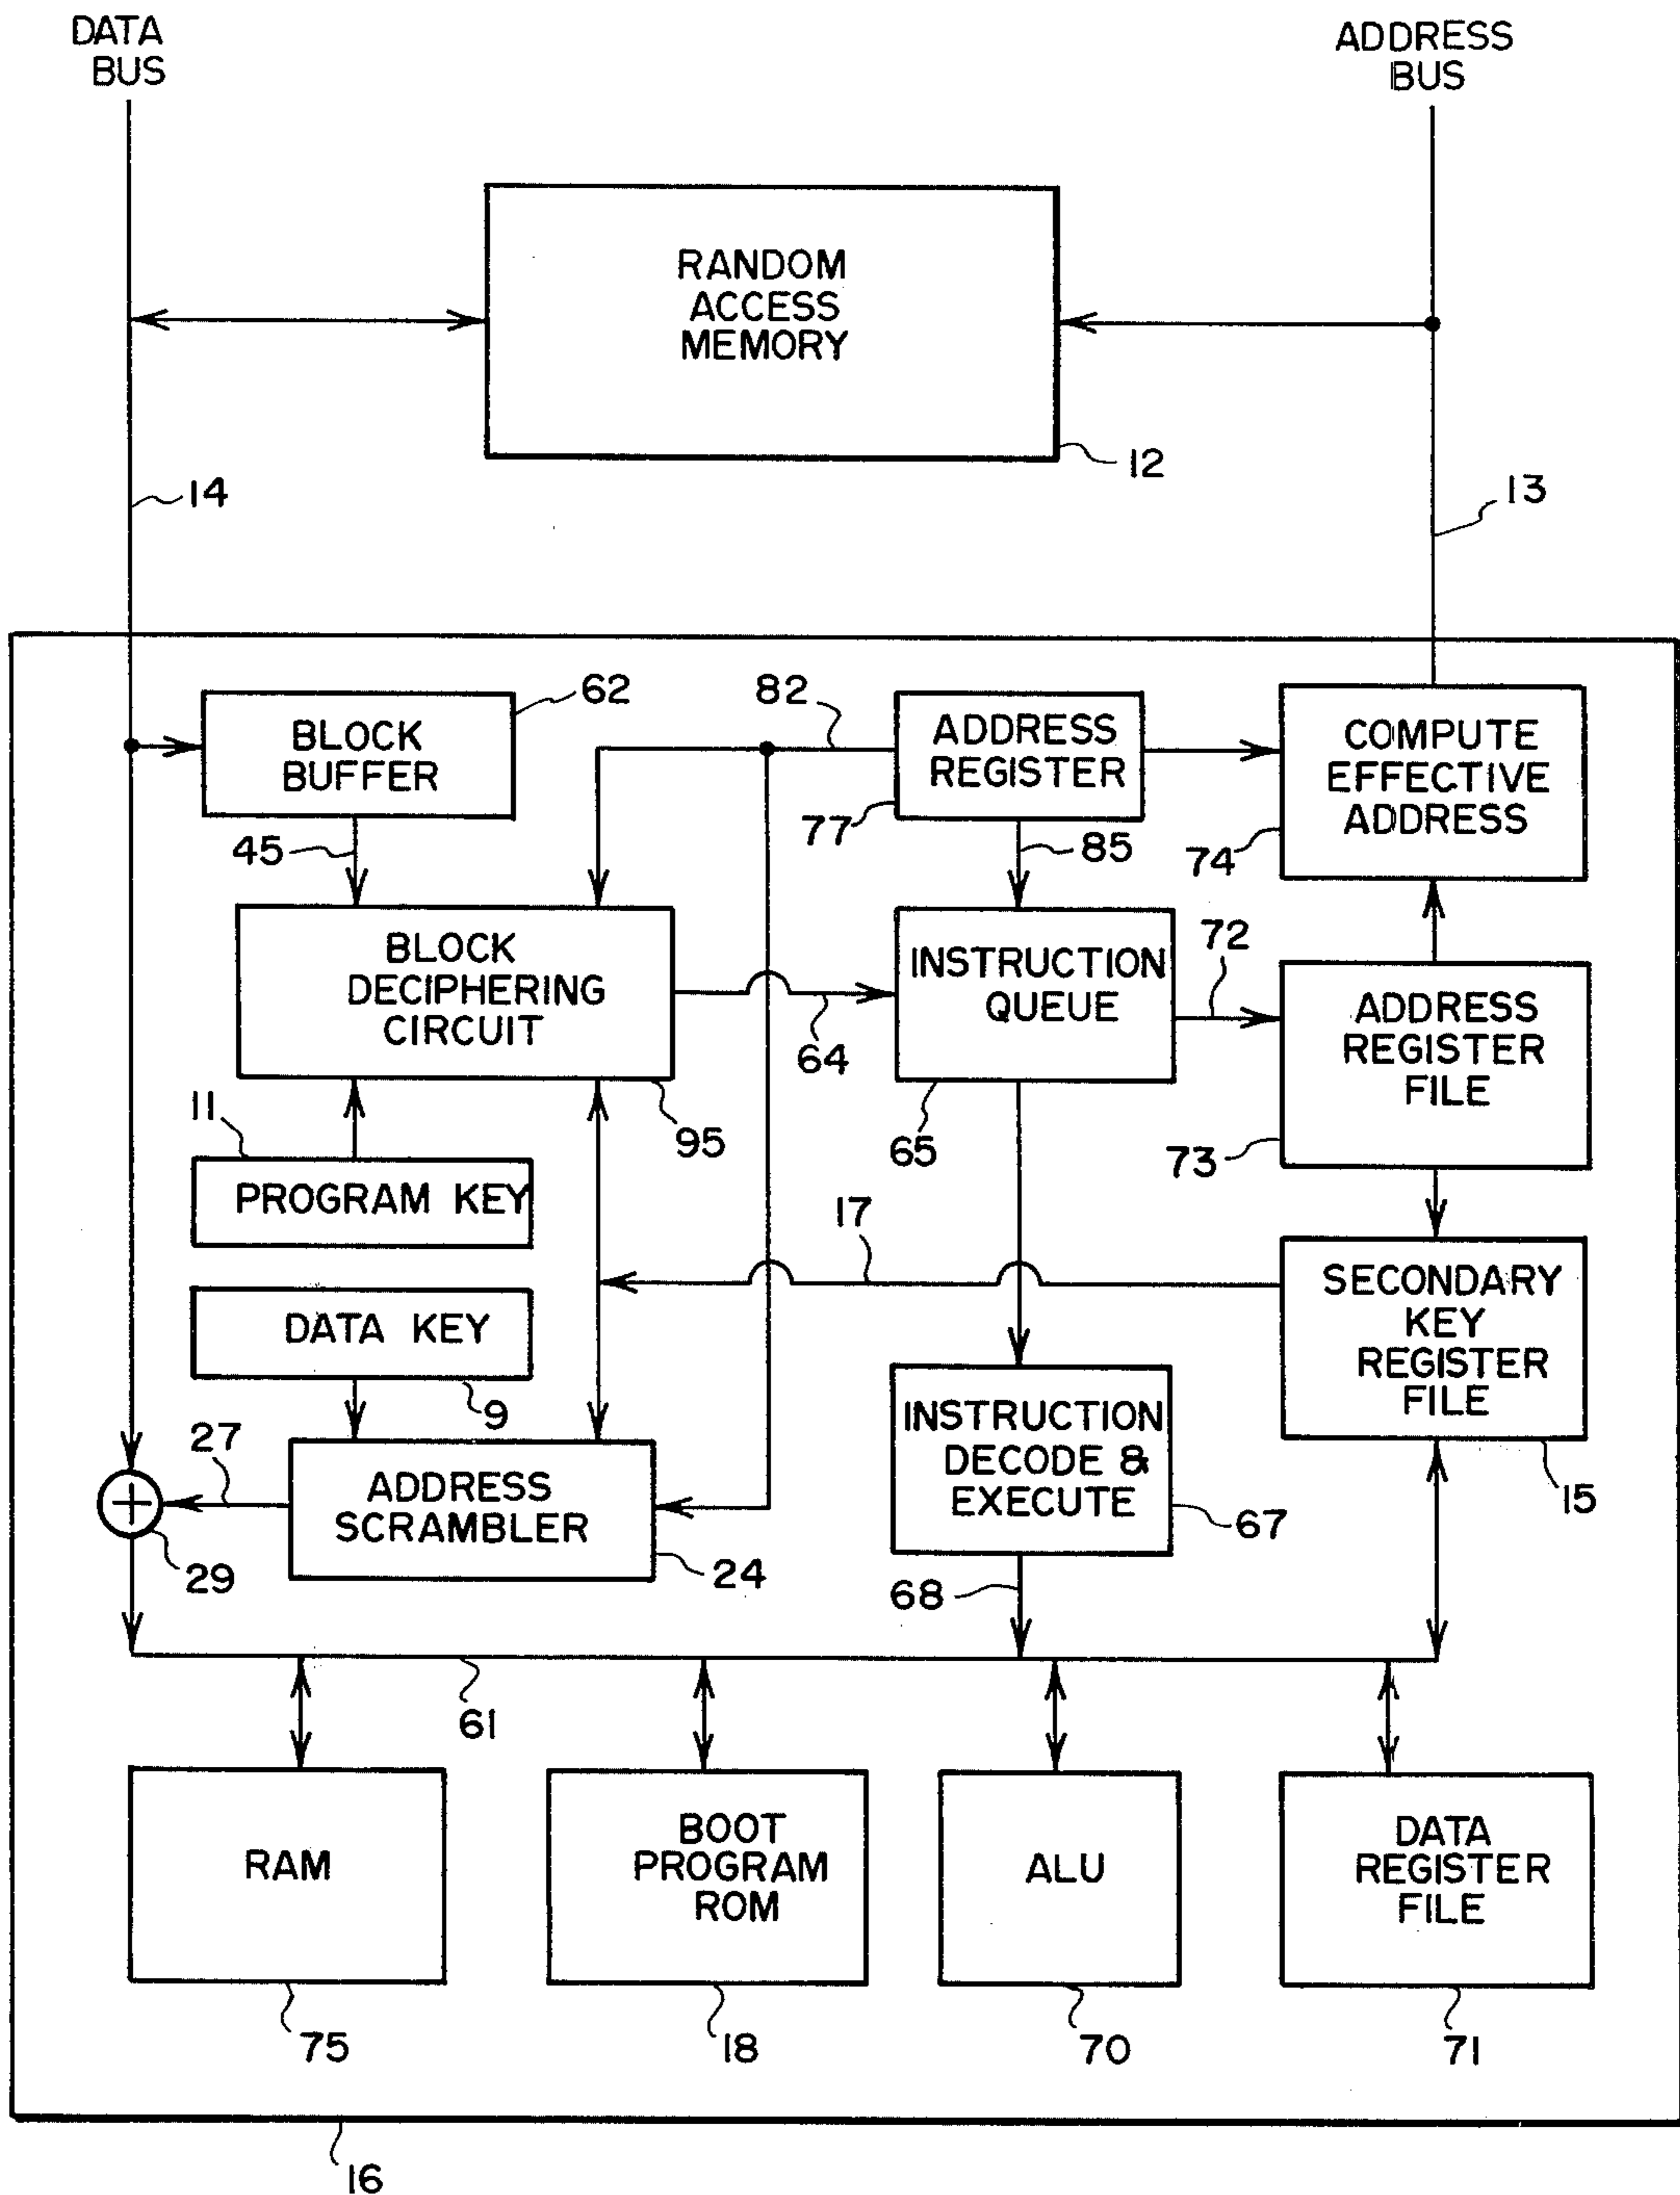 DATA
BUS
ADDRESS
BUS
RANDOM
ACCESS
MEMORY
12
14
13
62
82
BLOCK
BUFFER
ADDRESS
REGISTER
COMPUTE
EFFECTIVE
ADDRESS
45
77
85
74
BLOCK
DECIPHERING
CIRCUIT
INSTRUCTION
QUEUE
72
ADDRESS
REGISTER
FILE
64
11
95
65
73
PROGRAM KEY
17
DATA KEY
SECONDARY
KEY
REGISTER
FILE
9
27
INSTRUCTION
DECODE &
EXECUTE
ADDRESS
SCRAMBLER
15
67
29
24
68
61
RAM
BOOT
PROGRAM
ROM
ALU
DATA
REGISTER
FILE
75
18
70
71
16